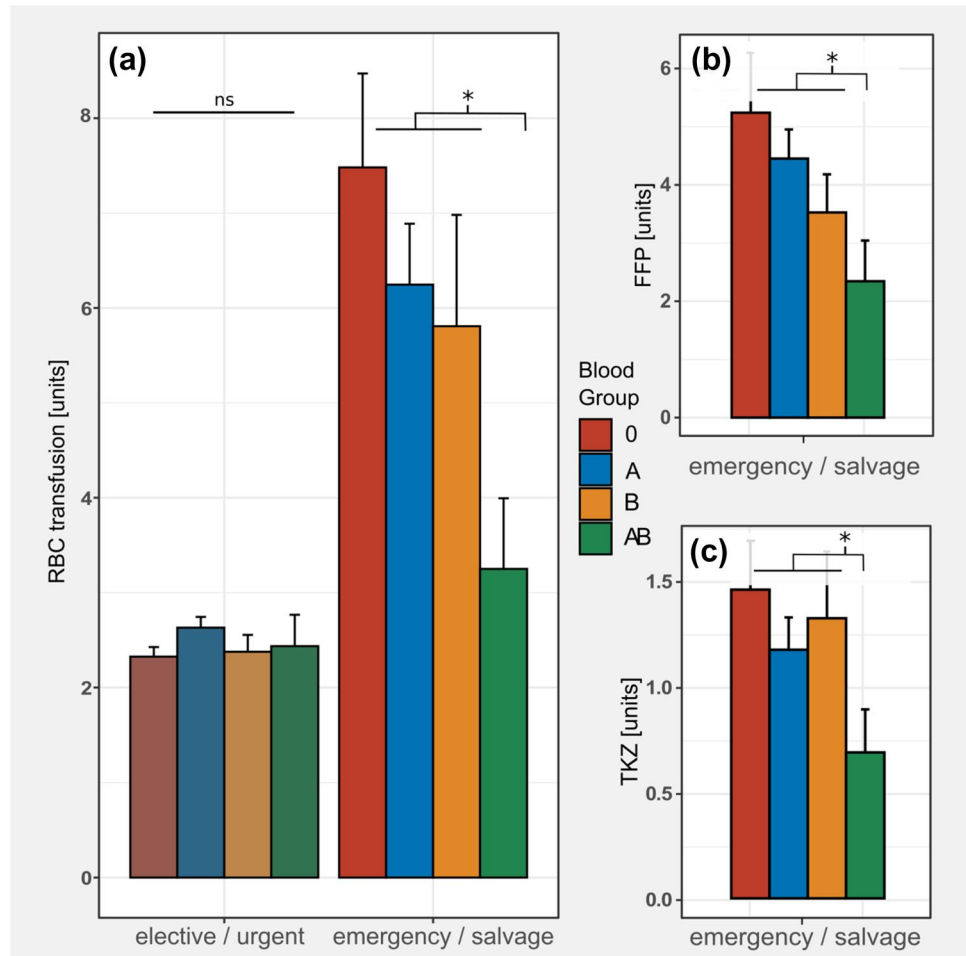 (a)
ns
*
8
6
4
2
0
RBC transfusion [units]
elective / urgent
emergency / salvage
Blood
Group
0
A
B
AB
(b)
*
6
4
2
0
FFP [units]
emergency / salvage
(c)
*
1.5
1.0
0.5
0.0
TKZ [units]
emergency / salvage